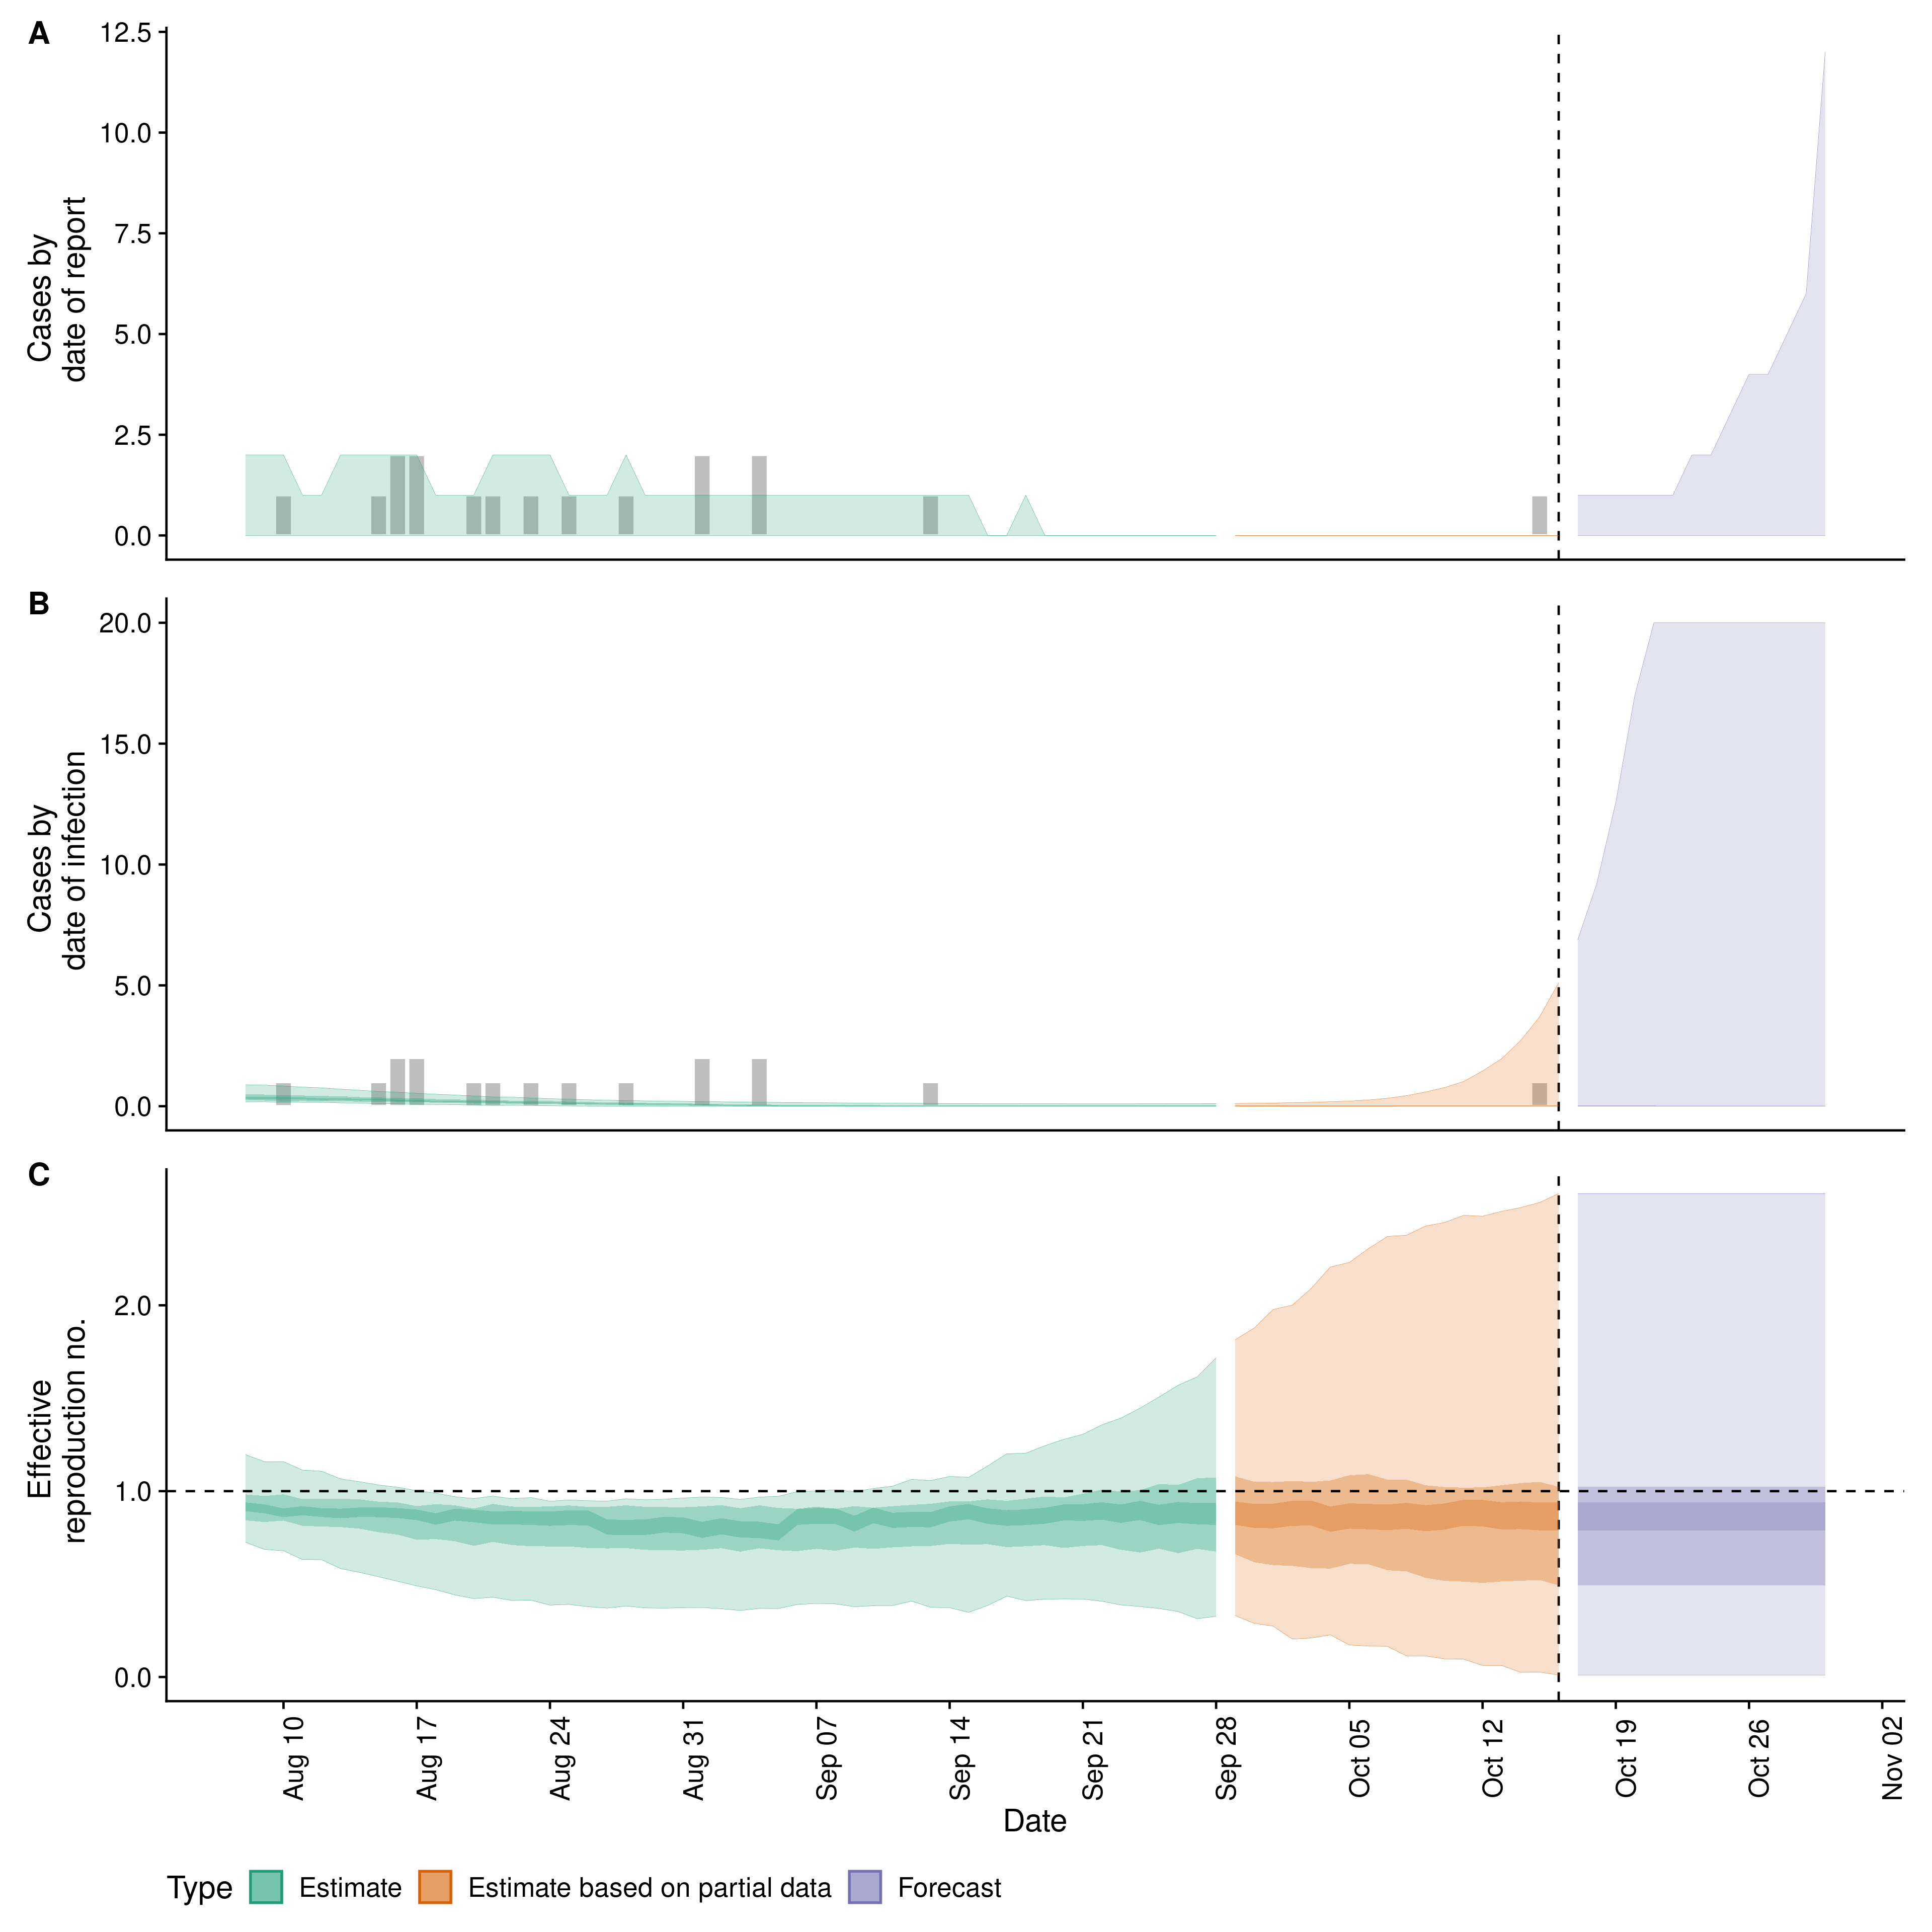 A
12.5
10.0
7.5
5.0
2.5
0.0
Cases by
date of report
B
20.0
15.0
10.0
5.0
0.0
Cases by
date of infection
C
2.0
1.0
0.0
Effective
reproduction no.
Aug 10
Aug 17
Aug 24
Aug 31
Sep 07
Sep 14
Sep 21
Sep 28
Oct 05
Oct 12
Oct 19
Oct 26
Nov 02
Date
Type
Estimate
Estimate based on partial data
Forecast